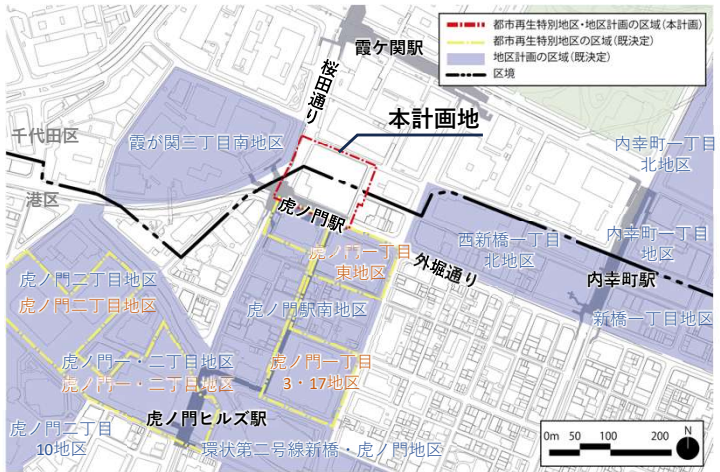 都市再生特別地区・地区計画の区域(本計画)
都市再生特別地区の区域(既決定)
地区計画の区域(既決定)
区境
霞ケ関駅
桜田通り
本計画地
千代田区
霞が関三丁目南地区
内幸町一丁目
北地区
港区
虎ノ門駅
西新橋一丁目
北地区
内幸町一丁目
地区
虎ノ門一丁目
東地区
外堀通り
内幸町駅
虎ノ門二丁目地区
虎ノ門二丁目地区
虎ノ門駅南地区
新橋一丁目地区
虎ノ門一・二丁目地区
虎ノ門一・二丁目地区
虎ノ門一丁目
3・17地区
虎ノ門ヒルズ駅
虎ノ門二丁目
10地区
環状第二号線新橋・虎ノ門地区
0m 50 100 200
N